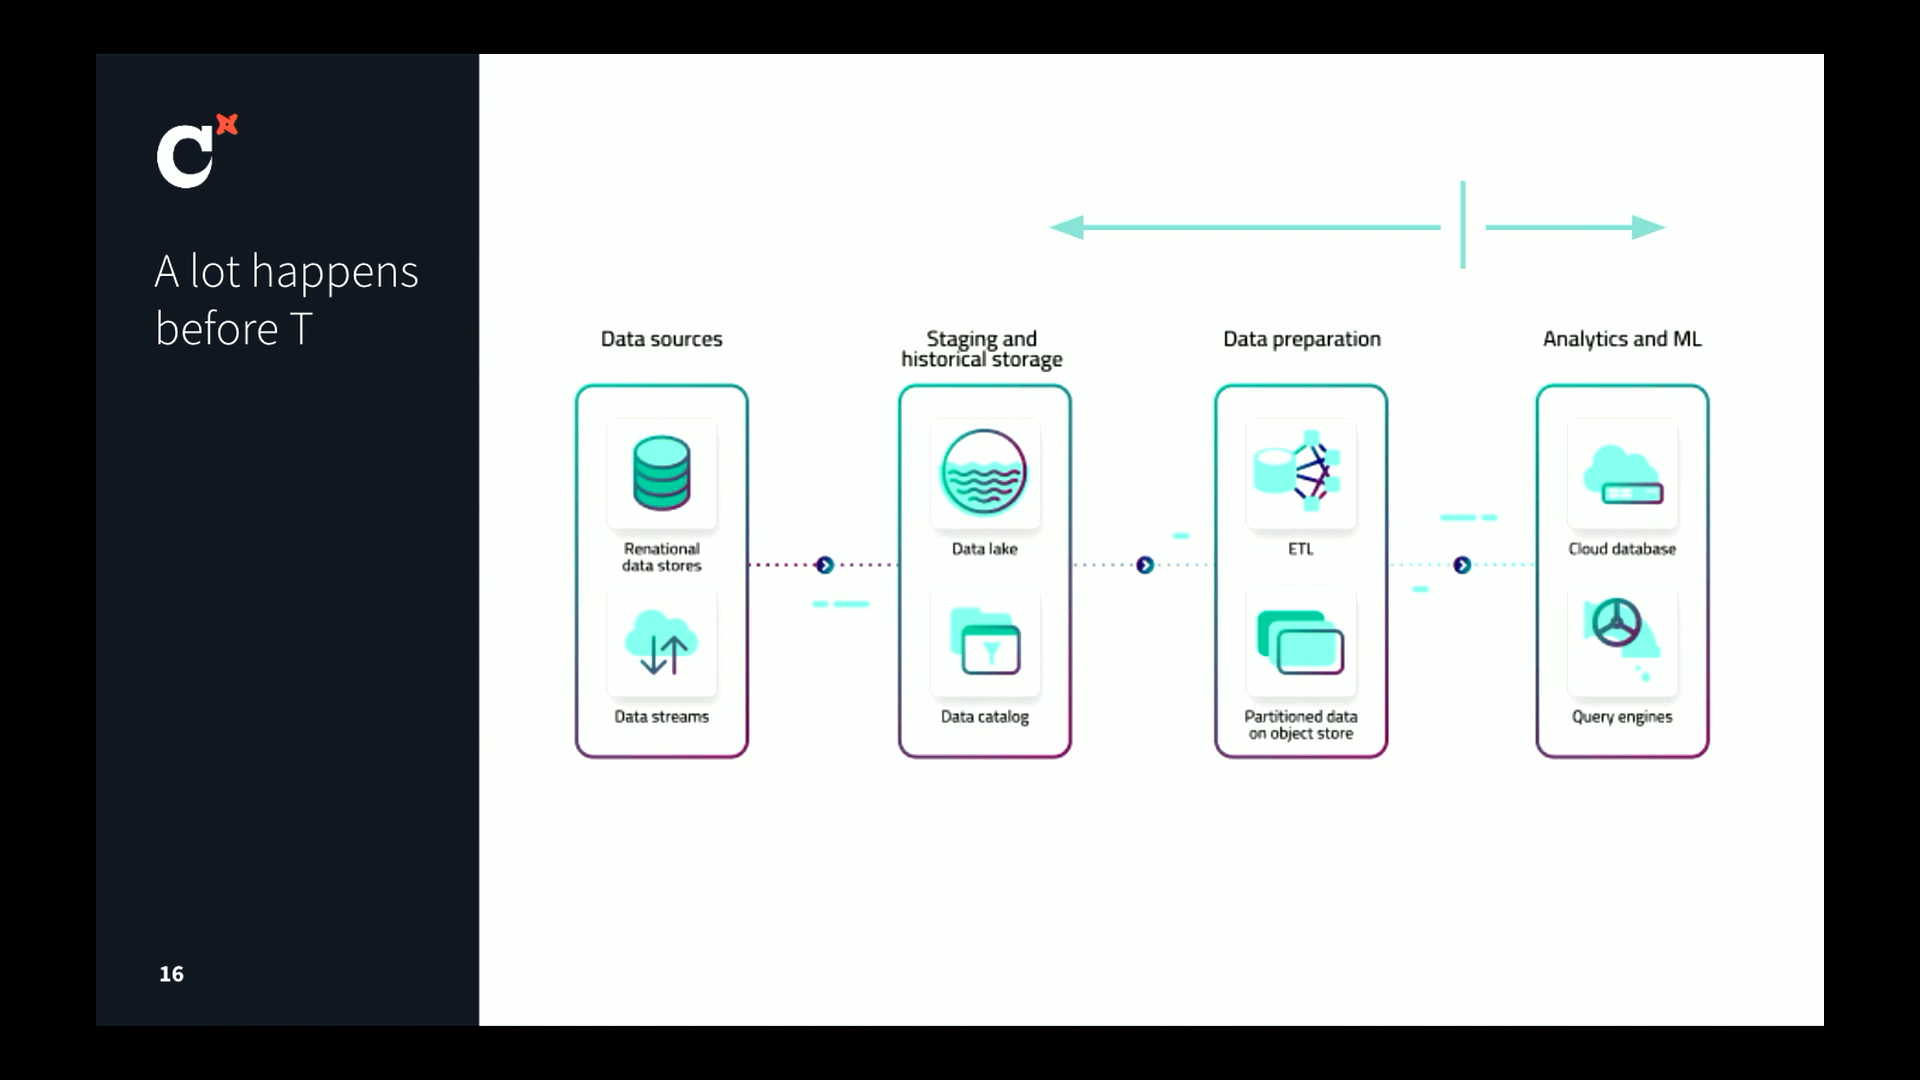 A lot happens
before T
Data sources
Renational
data stores
Data streams
Staging and
historical storage
Data lake
Data catalog
Data preparation
ETL
Partitioned data
on object store
Analytics and ML
Cloud database
Query engines
16